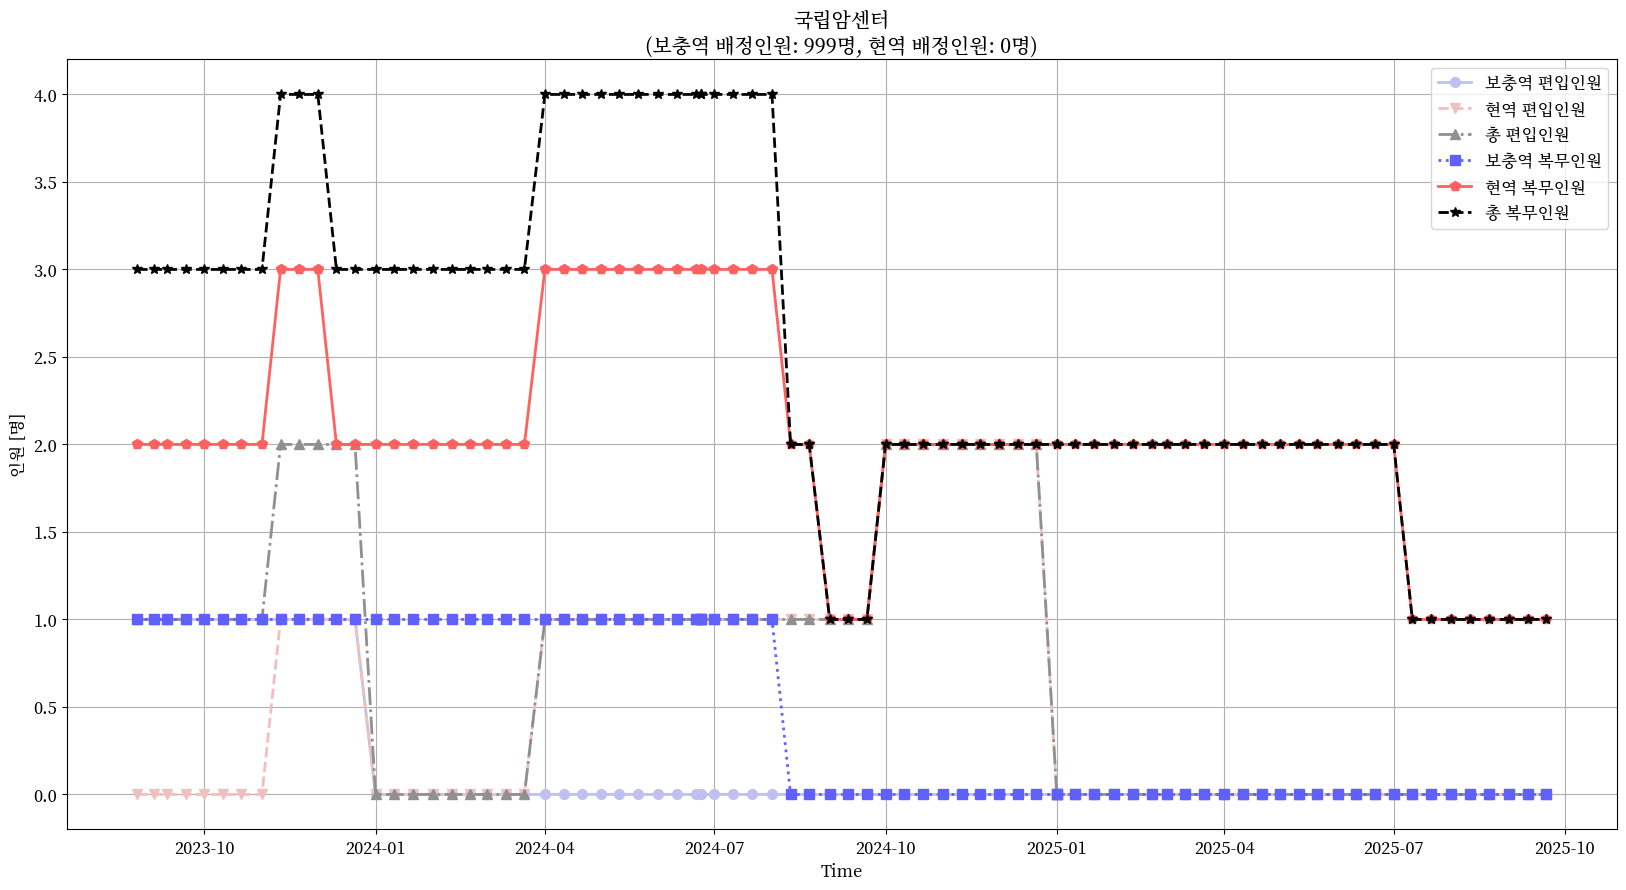 국립암센터
(보충역 배정인원: 999명, 현역 배정인원: 0명)
보충역 편입인원
현역 편입인원
총 편입인원
보충역 복무인원
현역 복무인원
총 복무인원
인원 [명]
4.0
3.5
3.0
2.5
2.0
1.5
1.0
0.5
0.0
2023-10 2024-01 2024-04 2024-07 2024-10 2025-01 2025-04 2025-07 2025-10
Time